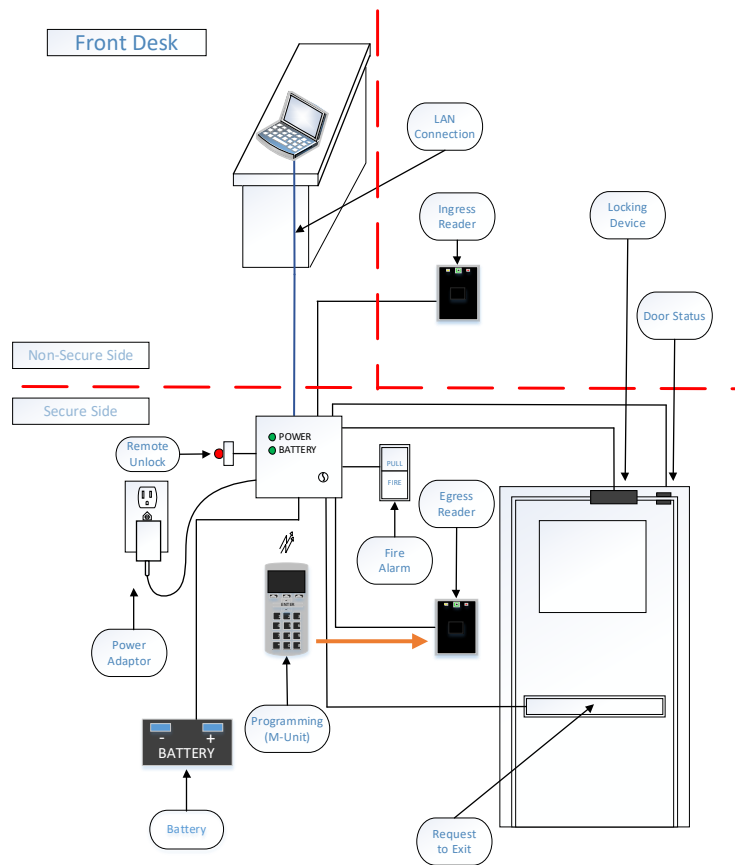 Front Desk
LAN
Connection
Ingress
Reader
Locking
Device
Door Status
Non-Secure Side
Secure Side
POWER
BATTERY
Remote
Unlock
PULL
FIRE
Egress
Reader
Fire
Alarm
ENTER
Power
Adaptor
Programming
(M-Unit)
- +
BATTERY
Battery
Request
to Exit